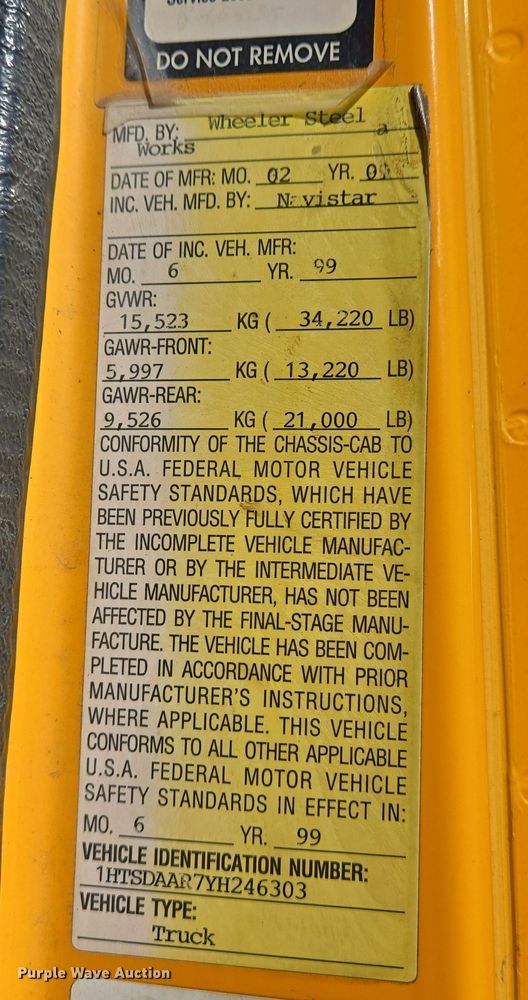 DO NOT REMOVE
MFD. BY: Wheeler Steel
Works
DATE OF MFR: MO. 02 YR. 0
INC. VEH. MFD. BY: Navistar
DATE OF INC. VEH. MFR:
MO. 6 YR. 99
GVWR:
15,523 KG ( 34,220 LB)
GAWR-FRONT:
5,997 KG ( 13,220 LB)
GAWR-REAR:
9,526 KG ( 21,000 LB)
CONFORMITY OF THE CHASSIS-CAB TO
U.S.A. FEDERAL MOTOR VEHICLE
SAFETY STANDARDS, WHICH HAVE
BEEN PREVIOUSLY FULLY CERTIFIED BY
THE INCOMPLETE VEHICLE MANUFAC-
TURER OR BY THE INTERMEDIATE VE-
HICLE MANUFACTURER, HAS NOT BEEN
AFFECTED BY THE FINAL-STAGE MANU-
FACTURE. THE VEHICLE HAS BEEN COM-
PLETED IN ACCORDANCE WITH PRIOR
MANUFACTURER'S INSTRUCTIONS,
WHERE APPLICABLE. THIS VEHICLE
CONFORMS TO ALL OTHER APPLICABLE
U.S.A. FEDERAL MOTOR VEHICLE
SAFETY STANDARDS IN EFFECT IN:
MO. 6 YR. 99
VEHICLE IDENTIFICATION NUMBER:
1HTSDAAR7YH246303
VEHICLE TYPE:
Truck
Purple Wave Auction